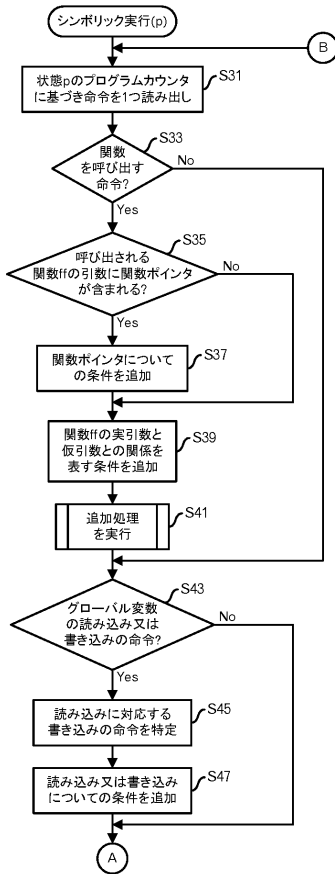 シンボリック実行(p)
B
状態pのプログラムカウンタ
に基づき命令を1つ読み出し
S31
関数
を呼び出す
命令?
S33
No
Yes
呼び出される
関数ffの引数に関数ポインタ
が含まれる?
S35
No
Yes
関数ポインタについて
の条件を追加
S37
関数ffの実引数と
仮引数との関係を
表す条件を追加
S39
追加処理
を実行
S41
グローバル変数
の読み込み又は
書き込みの命令?
S43
No
Yes
読み込みに対応する
書き込みの命令を特定
S45
読み込み又は書き込み
についての条件を追加
S47
A